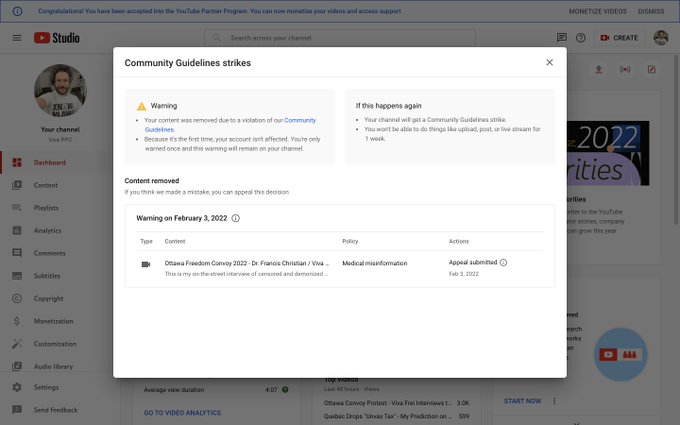 Congratulations! You have been accepted into the YouTube Partner Program. You can now monetize your videos and access support
MONETIZE VIDEOS
DISMISS
Studio
Search across your channel
CREATE
Community Guidelines strikes
Warning
Your content was removed due to a violation of our Community
Guidelines.
Because it's the first time, your account isn't affected. You're only
warned once and this warning will remain on your channel.
If this happens again
Your channel will get a Community Guidelines strike.
You won't be able to do things like upload, post, or live stream for
1 week.
Content removed
If you think we made a mistake, you can appeal this decision
Warning on February 3, 2022
Type Content Policy Actions
Ottawa Freedom Convoy 2022 - Dr. Francis Christian / Viva ... Medical misinformation Appeal submitted
This is my on-the-street interview of censored and demonized ... Feb 3, 2022
Your channel
Viva PPC
Dashboard
Content
Playlists
Analytics
Comments
Subtitles
Copyright
Monetization
Customization
Audio library
Settings
Send feedback
2022
orities
orities
etter to the YouTube
ator stories, company
can grow this year
ered
earch
works
an
START NOW
Average view duration 4:07
GO TO VIDEO ANALYTICS
Top videos
Last 48 hours · Views
Ottawa Convoy Protest - Viva Frei Interviews t... 3.0K
Quebec Drops "Unvax Tax" - My Prediction on ... 599